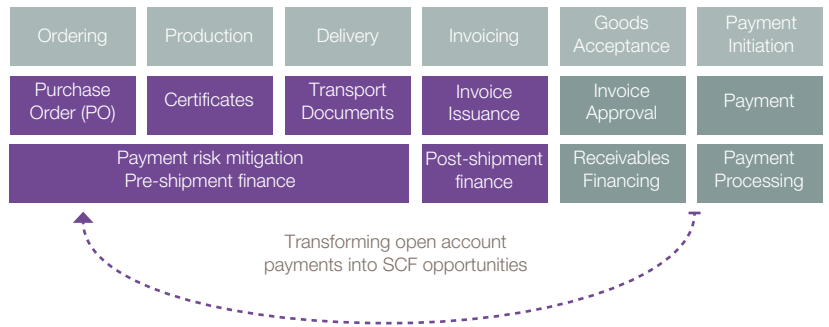 Ordering
Production
Delivery
Invoicing
Goods
Acceptance
Payment
Initiation
Purchase
Order (PO)
Certificates
Transport
Documents
Invoice
Issuance
Invoice
Approval
Payment
Payment risk mitigation
Pre-shipment finance
Post-shipment
finance
Receivables
Financing
Payment
Processing
Transforming open account
payments into SCF opportunities